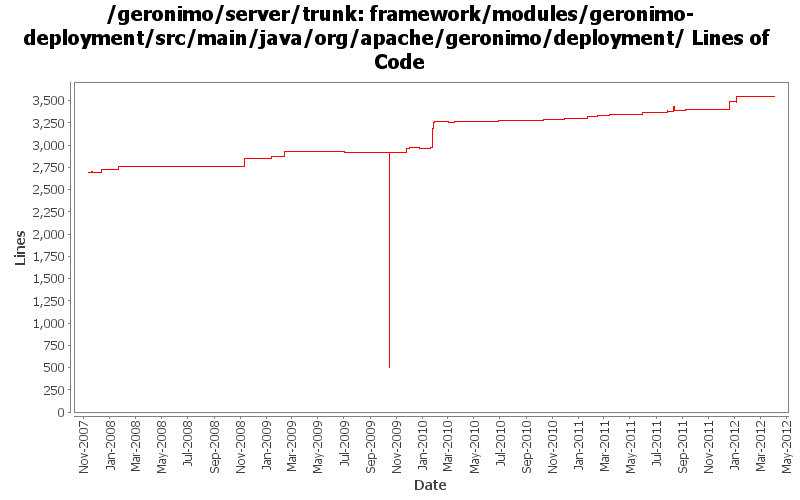 /geronimo/server/trunk: framework/modules/geronimo-
deployment/src/main/java/org/apache/geronimo/deployment/ Lines of
Code
3,500
3,250
3,000
2,750
2,500
2,250
2,000
1,750
1,500
1,250
1,000
750
500
250
0
Lines
Nov-2007
Jan-2008
Mar-2008
May-2008
Jul-2008
Sep-2008
Nov-2008
Jan-2009
Mar-2009
May-2009
Jul-2009
Sep-2009
Nov-2009
Jan-2010
Mar-2010
May-2010
Jul-2010
Sep-2010
Nov-2010
Jan-2011
Mar-2011
May-2011
Jul-2011
Sep-2011
Nov-2011
Jan-2012
Mar-2012
May-2012
Date